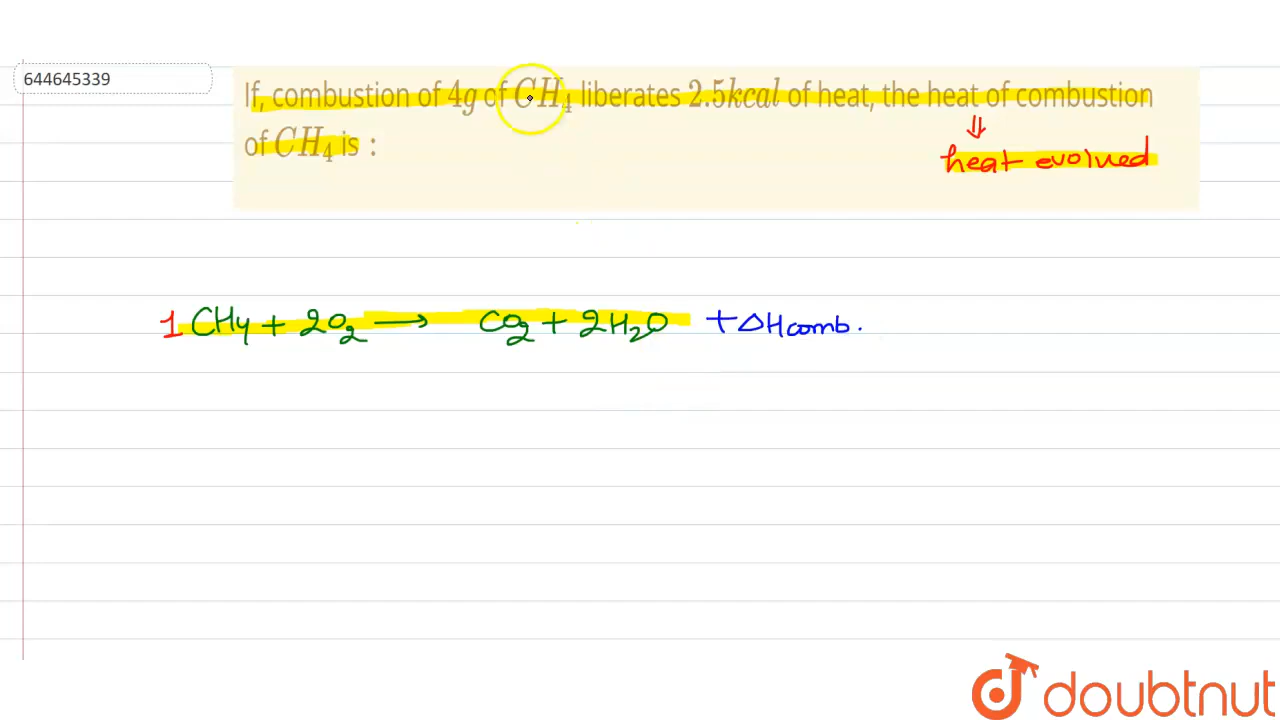 644645339
If, combustion of 4g of CH₄ liberates 2.5kcal of heat, the heat of combustion
of CH₄ is :
⇓
heat evolved
1 CH₄ + 2O₂ ⟶ CO₂ + 2H₂O + ΔHcomb.
doubtnut